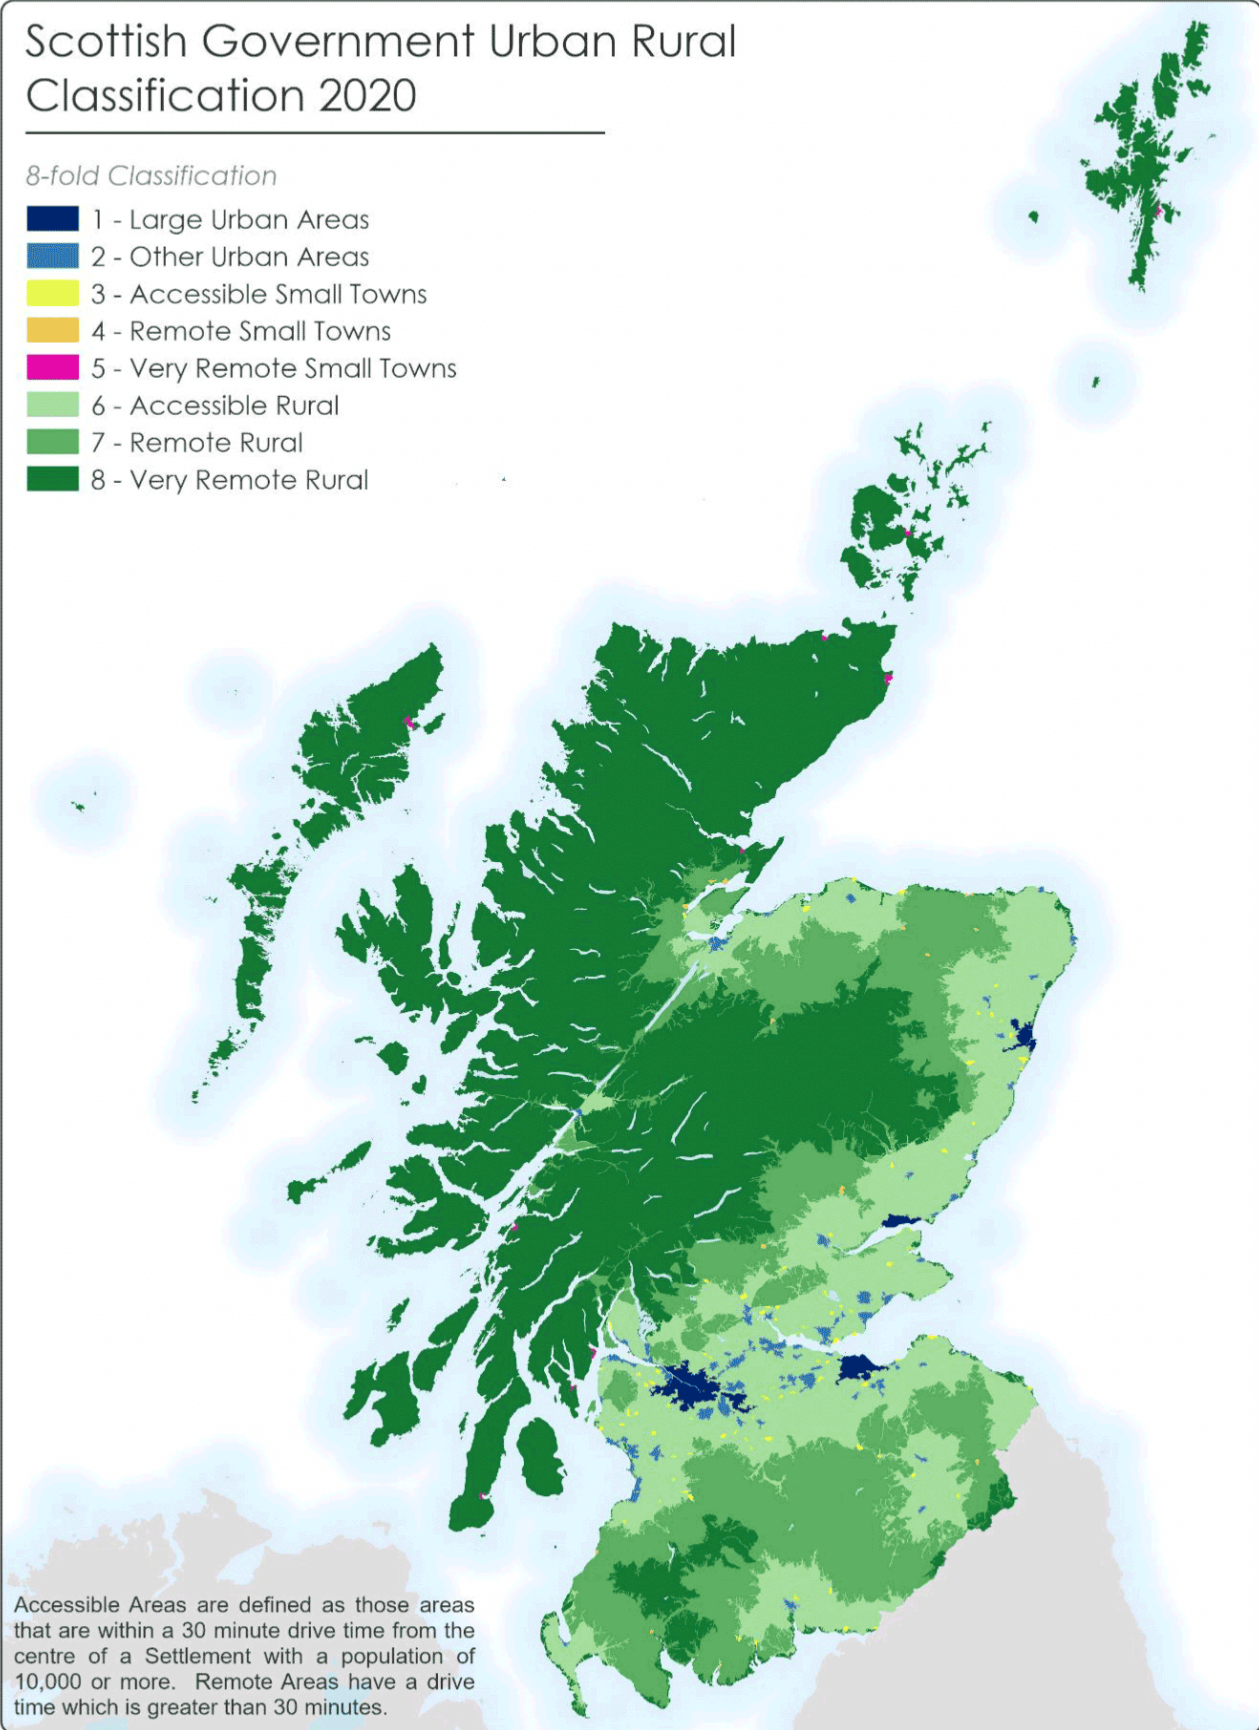 Scottish Government Urban Rural
Classification 2020
8-fold Classification
1 - Large Urban Areas
2 - Other Urban Areas
3 - Accessible Small Towns
4 - Remote Small Towns
5 - Very Remote Small Towns
6 - Accessible Rural
7 - Remote Rural
8 - Very Remote Rural
Accessible Areas are defined as those areas
that are within a 30 minute drive time from the
centre of a Settlement with a population of
10,000 or more. Remote Areas have a drive
time which is greater than 30 minutes.